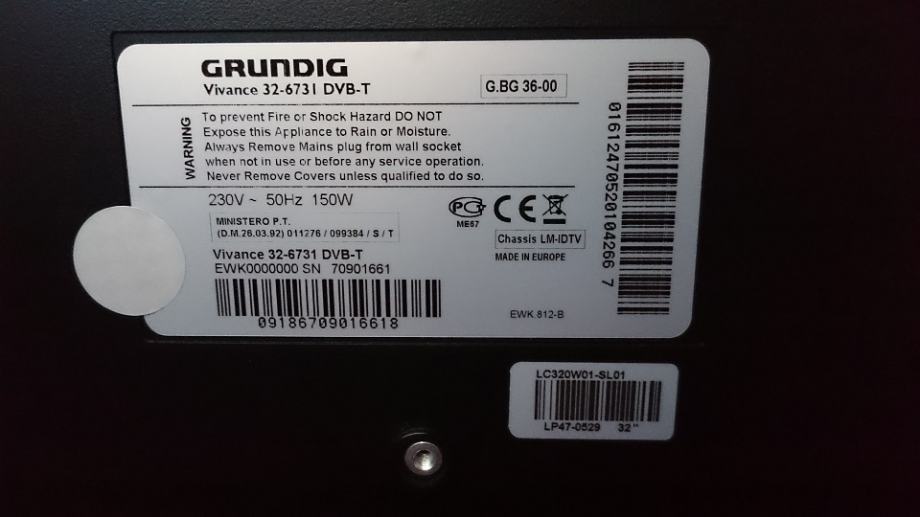 GRUNDIG
Vivance 32-6731 DVB-T
G.BG 36-00
WARNING
To prevent Fire or Shock Hazard DO NOT
Expose this Appliance to Rain or Moisture.
Always Remove Mains plug from wall socket
when not in use or before any service operation.
Never Remove Covers unless qualified to do so.
230V ~ 50Hz 150W
MINISTERO P.T.
(D.M.26.03.92) 011276 / 099384 / S / T
Vivance 32-6731 DVB-T
EWK0000000 SN 70901661
09186709016618
PCT
ME67
CE
Chassis LM-IDTV
MADE IN EUROPE
EWK 812-B
01612470520104266 7
LC320W01-SL01
LP47-0529 32"